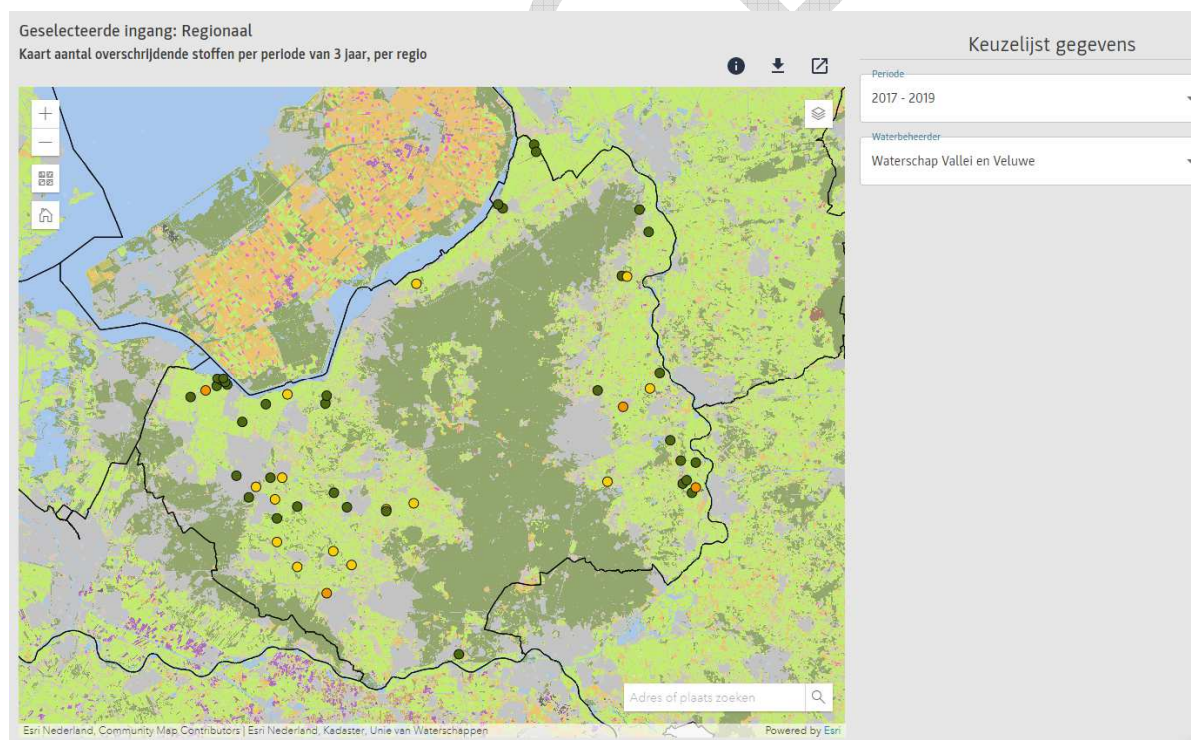 Geselecteerde ingang: Regionaal
Kaart aantal overschrijdende stoffen per periode van 3 jaar, per regio
Keuzelijst gegevens
Periode
2017 - 2019
Waterbeheerder
Waterschap Vallei en Veluwe
Adres of plaats zoeken
Esri Nederland, Community Map Contributors | Esri Nederland, Kadaster, Unie van Waterschappen
Powered by Esri